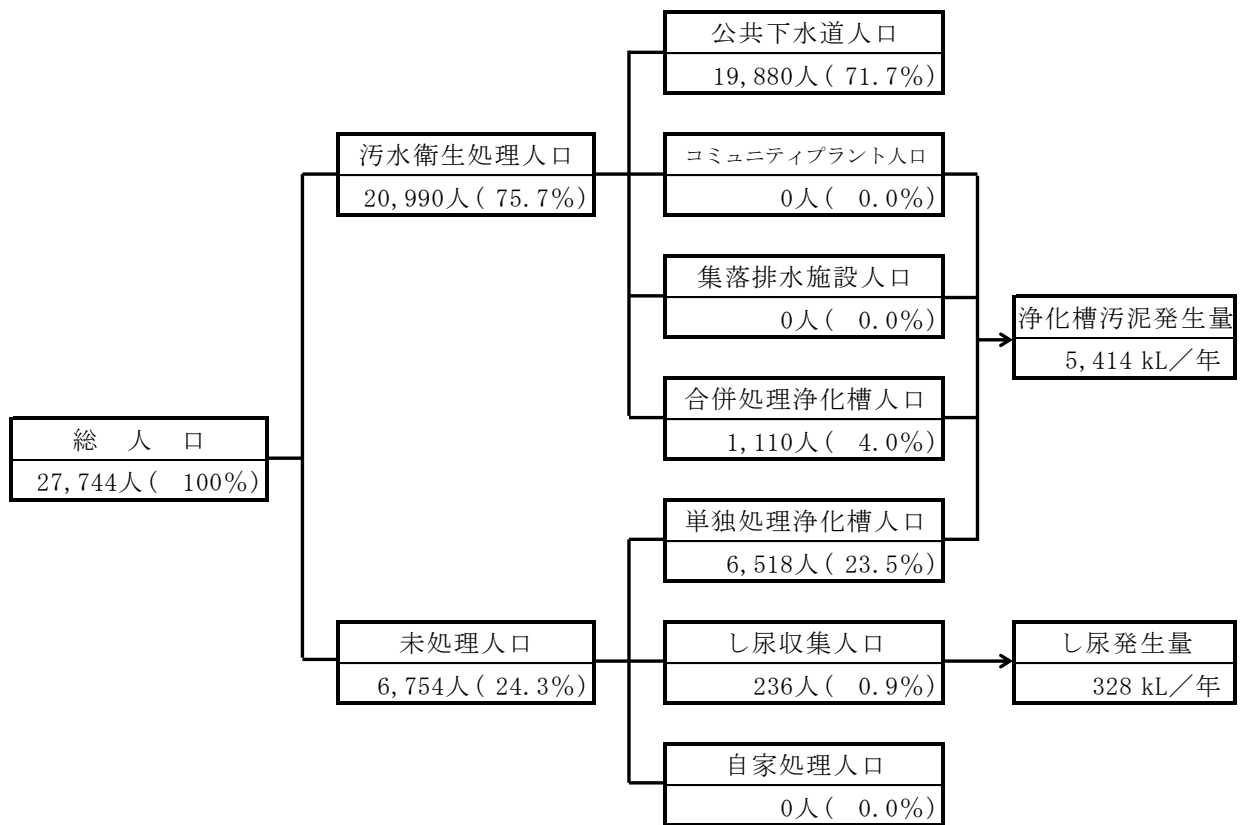 公共下水道人口
19,880人( 71.7%)
汚水衛生処理人口
20,990人( 75.7%)
コミュニティプラント人口
0人( 0.0%)
集落排水施設人口
0人( 0.0%)
浄化槽汚泥発生量
5,414 kL／年
合併処理浄化槽人口
1,110人( 4.0%)
総 人 口
27,744人( 100%)
単独処理浄化槽人口
6,518人( 23.5%)
未処理人口
6,754人( 24.3%)
し尿収集人口
236人( 0.9%)
し尿発生量
328 kL／年
自家処理人口
0人( 0.0%)